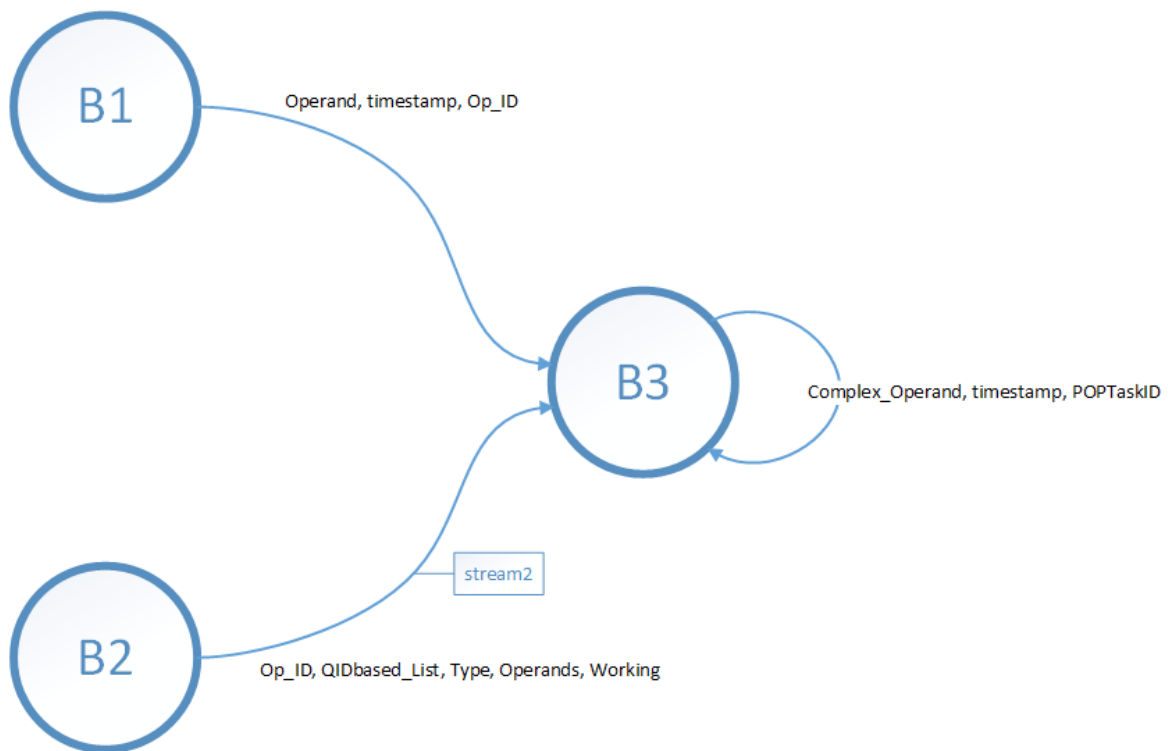 B1
Operand, timestamp, Op_ID
B3
Complex_Operand, timestamp, POPTaskID
stream2
B2
Op_ID, QIDbased_List, Type, Operands, Working